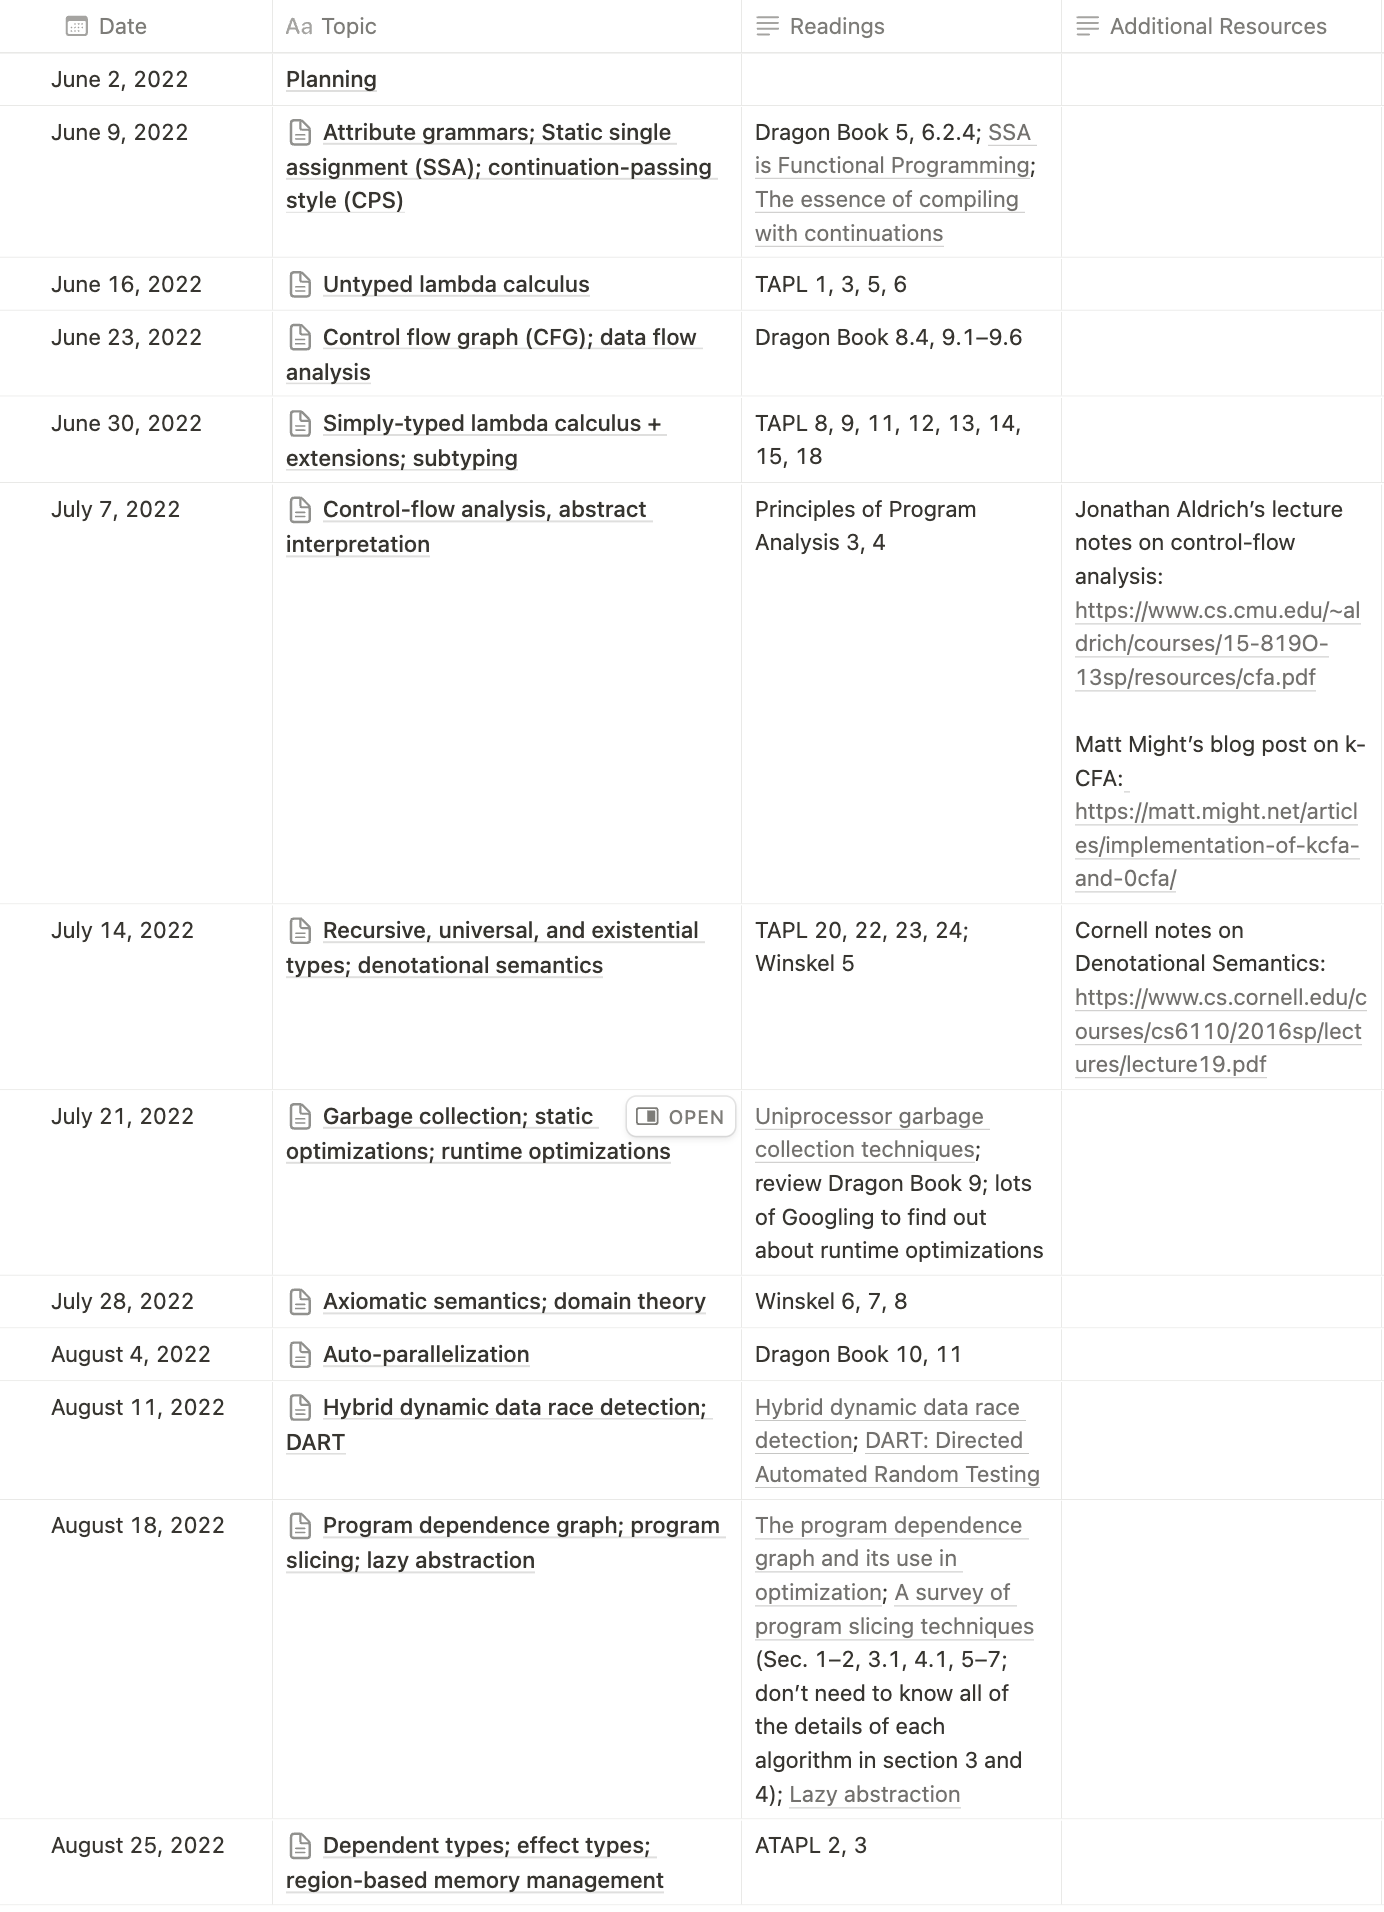 Date
Aa Topic
Readings
Additional Resources
June 2, 2022
Planning
June 9, 2022
Attribute grammars; Static single
assignment (SSA); continuation-passing
style (CPS)
Dragon Book 5, 6.2.4; SSA
is Functional Programming;
The essence of compiling
with continuations
June 16, 2022
Untyped lambda calculus
TAPL 1, 3, 5, 6
June 23, 2022
Control flow graph (CFG); data flow
analysis
Dragon Book 8.4, 9.1–9.6
June 30, 2022
Simply-typed lambda calculus +
extensions; subtyping
TAPL 8, 9, 11, 12, 13, 14,
15, 18
July 7, 2022
Control-flow analysis, abstract
interpretation
Principles of Program
Analysis 3, 4
Jonathan Aldrich’s lecture
notes on control-flow
analysis:
https://www.cs.cmu.edu/~al
drich/courses/15-819O-
13sp/resources/cfa.pdf
Matt Might’s blog post on k-
CFA:
https://matt.might.net/articl
es/implementation-of-kcfa-
and-0cfa/
July 14, 2022
Recursive, universal, and existential
types; denotational semantics
TAPL 20, 22, 23, 24;
Winskel 5
Cornell notes on
Denotational Semantics:
https://www.cs.cornell.edu/c
ourses/cs6110/2016sp/lect
ures/lecture19.pdf
July 21, 2022
Garbage collection; static
optimizations; runtime optimizations
OPEN
Uniprocessor garbage
collection techniques;
review Dragon Book 9; lots
of Googling to find out
about runtime optimizations
July 28, 2022
Axiomatic semantics; domain theory
Winskel 6, 7, 8
August 4, 2022
Auto-parallelization
Dragon Book 10, 11
August 11, 2022
Hybrid dynamic data race detection;
DART
Hybrid dynamic data race
detection; DART: Directed
Automated Random Testing
August 18, 2022
Program dependence graph; program
slicing; lazy abstraction
The program dependence
graph and its use in
optimization; A survey of
program slicing techniques
(Sec. 1–2, 3.1, 4.1, 5–7;
don’t need to know all of
the details of each
algorithm in section 3 and
4); Lazy abstraction
August 25, 2022
Dependent types; effect types;
region-based memory management
ATAPL 2, 3